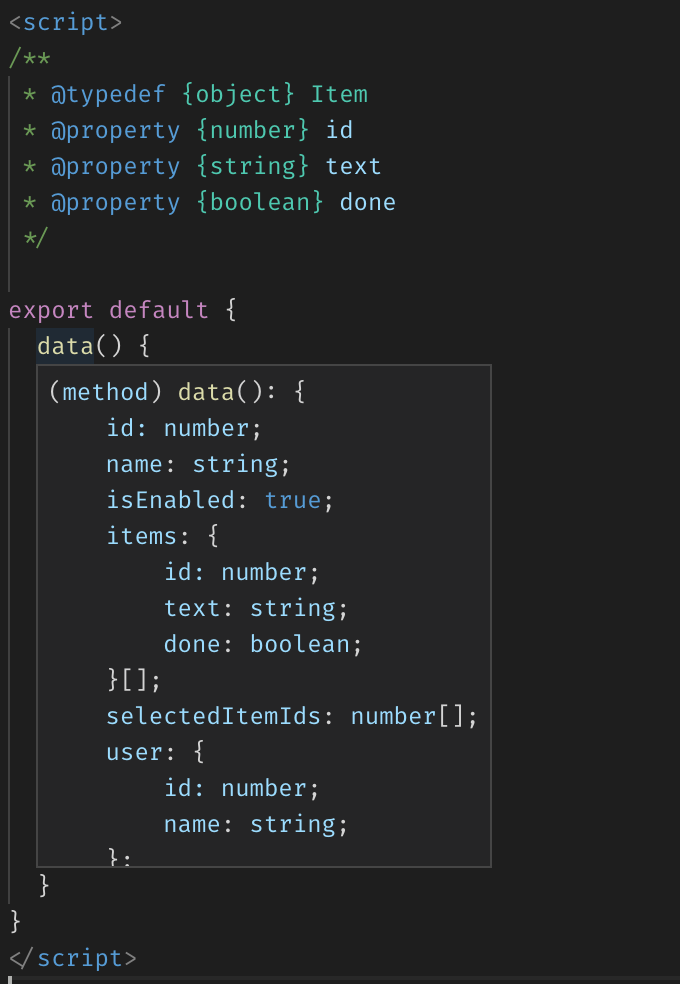 <script>
/**
 * @typedef {object} Item
 * @property {number} id
 * @property {string} text
 * @property {boolean} done
 */
export default {
  data() {
(method) data(): {
    id: number;
    name: string;
    isEnabled: true;
    items: {
        id: number;
        text: string;
        done: boolean;
    }[];
    selectedItemIds: number[];
    user: {
        id: number;
        name: string;
    };
  }
}
</script>